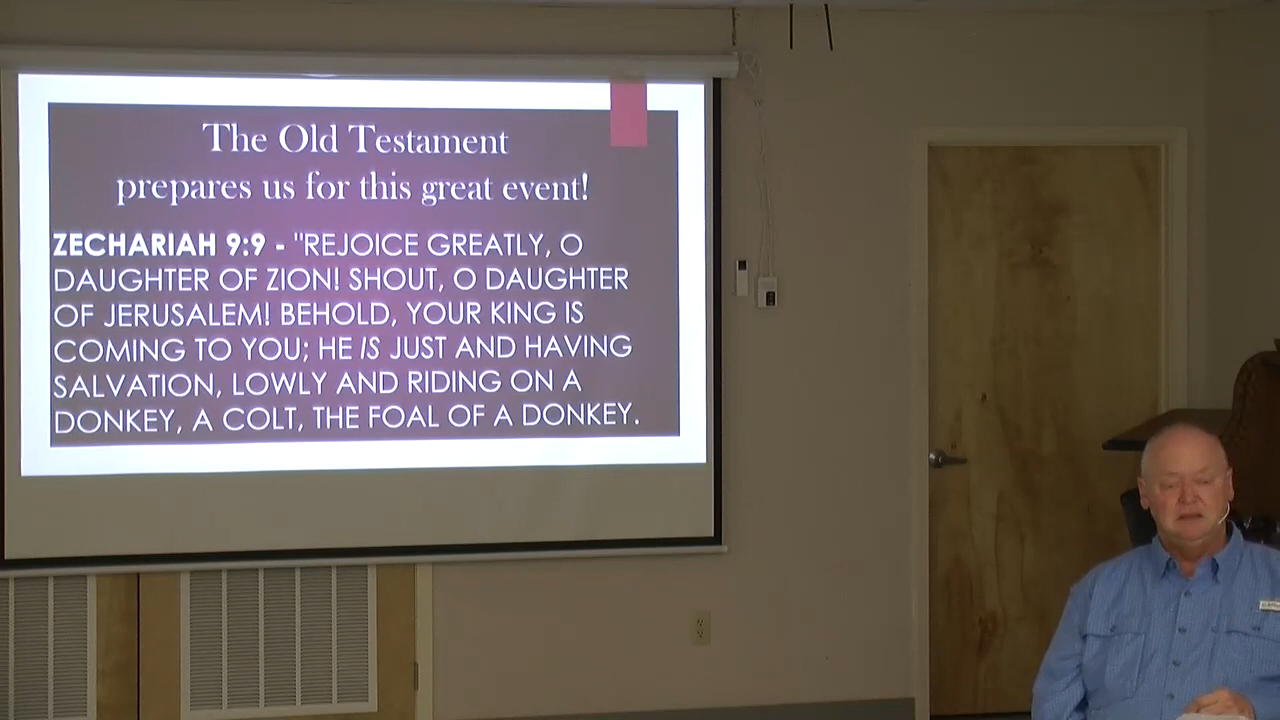 The Old Testament
prepares us for this great event!
ZECHARIAH 9:9 - "REJOICE GREATLY, O
DAUGHTER OF ZION! SHOUT, O DAUGHTER
OF JERUSALEM! BEHOLD, YOUR KING IS
COMING TO YOU; HE IS JUST AND HAVING
SALVATION, LOWLY AND RIDING ON A
DONKEY, A COLT, THE FOAL OF A DONKEY.